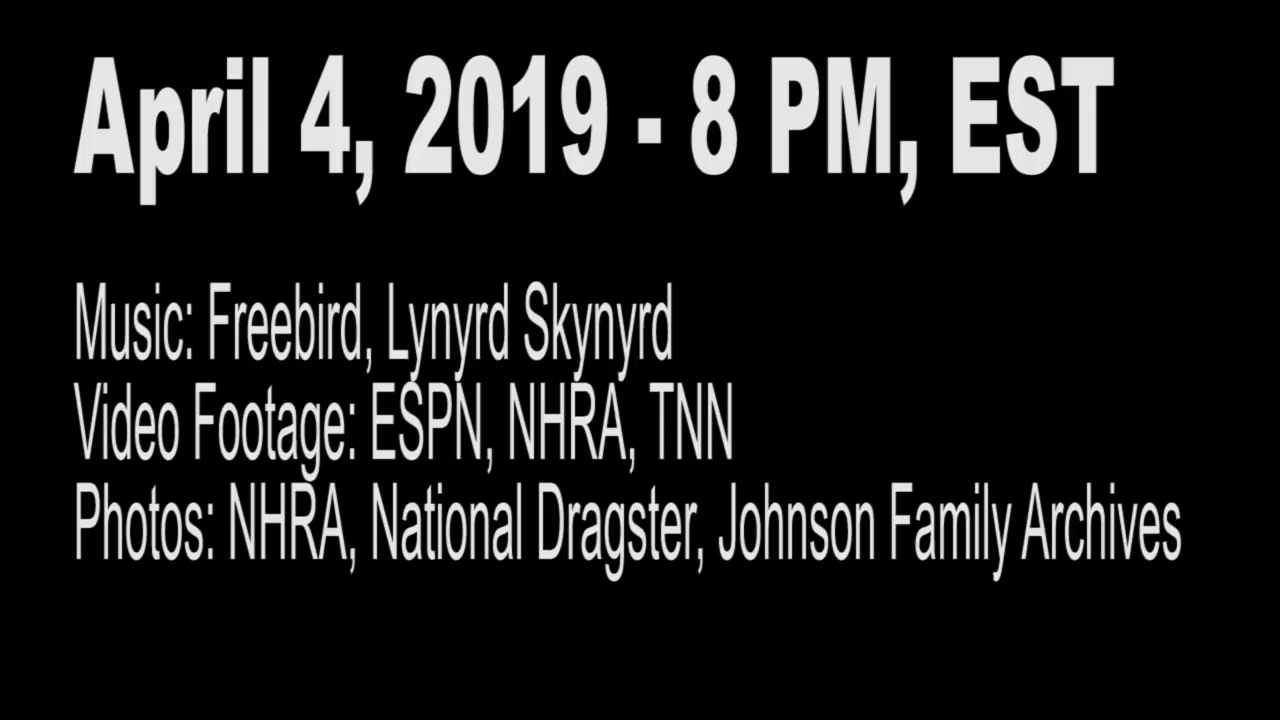 April 4, 2019 - 8 PM, EST
Music: Freebird, Lynyrd Skynyrd
Video Footage: ESPN, NHRA, TNN
Photos: NHRA, National Dragster, Johnson Family Archives